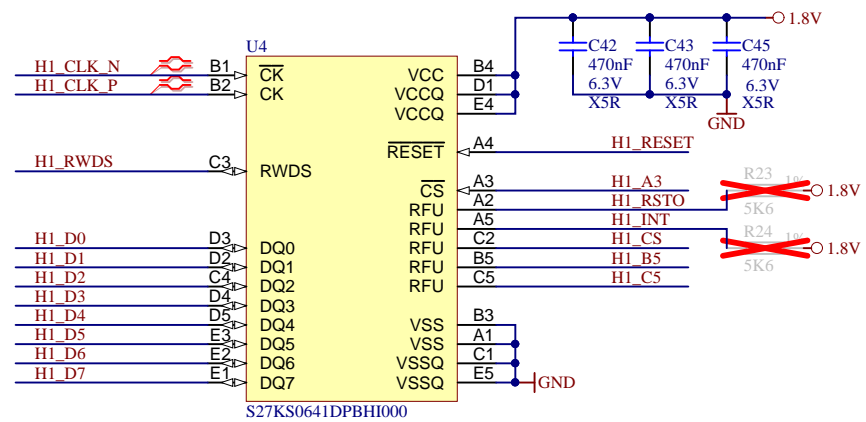 U4
1.8V
H1_CLK_N B1 CK VCC B4 C42 C43 C45
H1_CLK_P B2 CK VCCQ D1 470nF 470nF 470nF
VCCQ E4 6.3V 6.3V 6.3V
X5R X5R X5R
GND
RESET A4 H1_RESET
H1_RWDS C3 RWDS
CS A3 H1_A3 R23 1% 1.8V
RFU A2 H1_RSTO 5K6
RFU A5 H1_INT R24 1%
H1_D0 D3 DQ0 RFU C2 H1_CS 1.8V
H1_D1 D2 DQ1 RFU B5 H1_B5 5K6
H1_D2 C4 DQ2 RFU C5 H1_C5
H1_D3 D4 DQ3
H1_D4 D5 DQ4 VSS B3
H1_D5 E3 DQ5 VSS A1
H1_D6 E2 DQ6 VSSQ C1
H1_D7 E1 DQ7 VSSQ E5 GND
S27KS0641DPBHI000